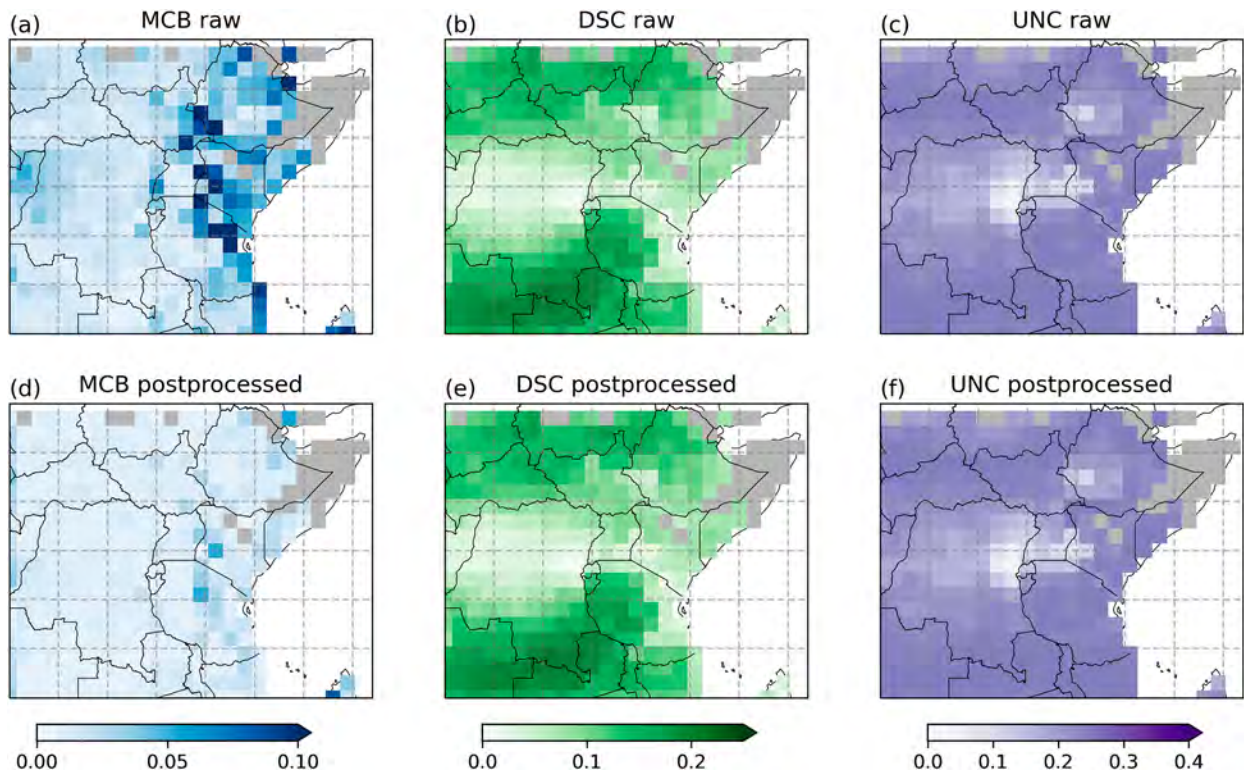 (a) MCB raw
(b) DSC raw
(c) UNC raw
(d) MCB postprocessed
(e) DSC postprocessed
(f) UNC postprocessed
0.00 0.05 0.10
0.0 0.1 0.2
0.0 0.1 0.2 0.3 0.4